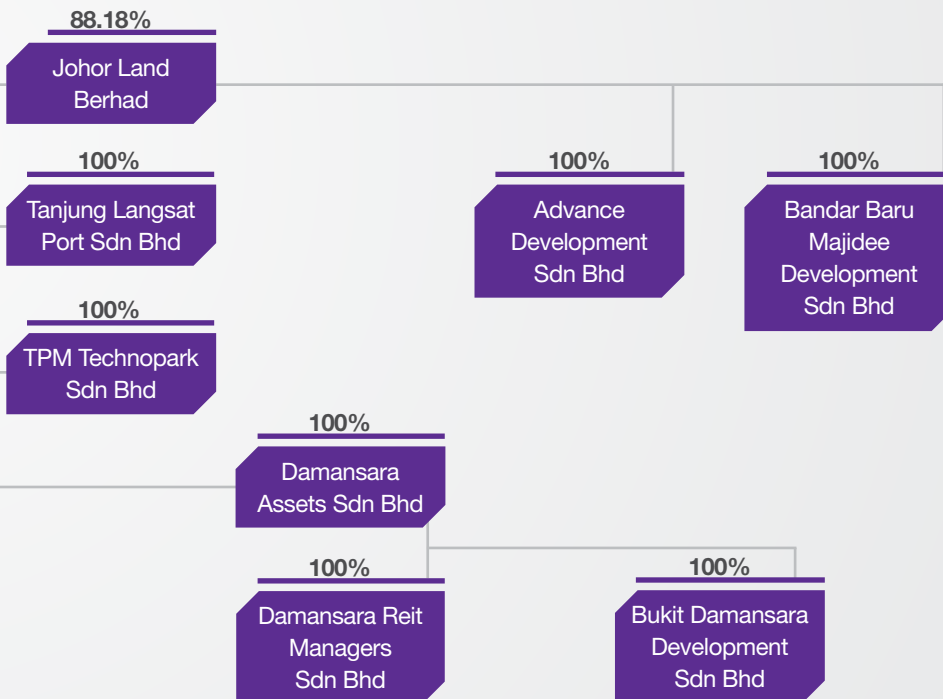 88.18%
Johor Land
Berhad
100%
Tanjung Langsat
Port Sdn Bhd
100%
Advance
Development
Sdn Bhd
100%
Bandar Baru
Majidee
Development
Sdn Bhd
100%
TPM Technopark
Sdn Bhd
100%
Damansara
Assets Sdn Bhd
100%
Damansara Reit
Managers
Sdn Bhd
100%
Bukit Damansara
Development
Sdn Bhd